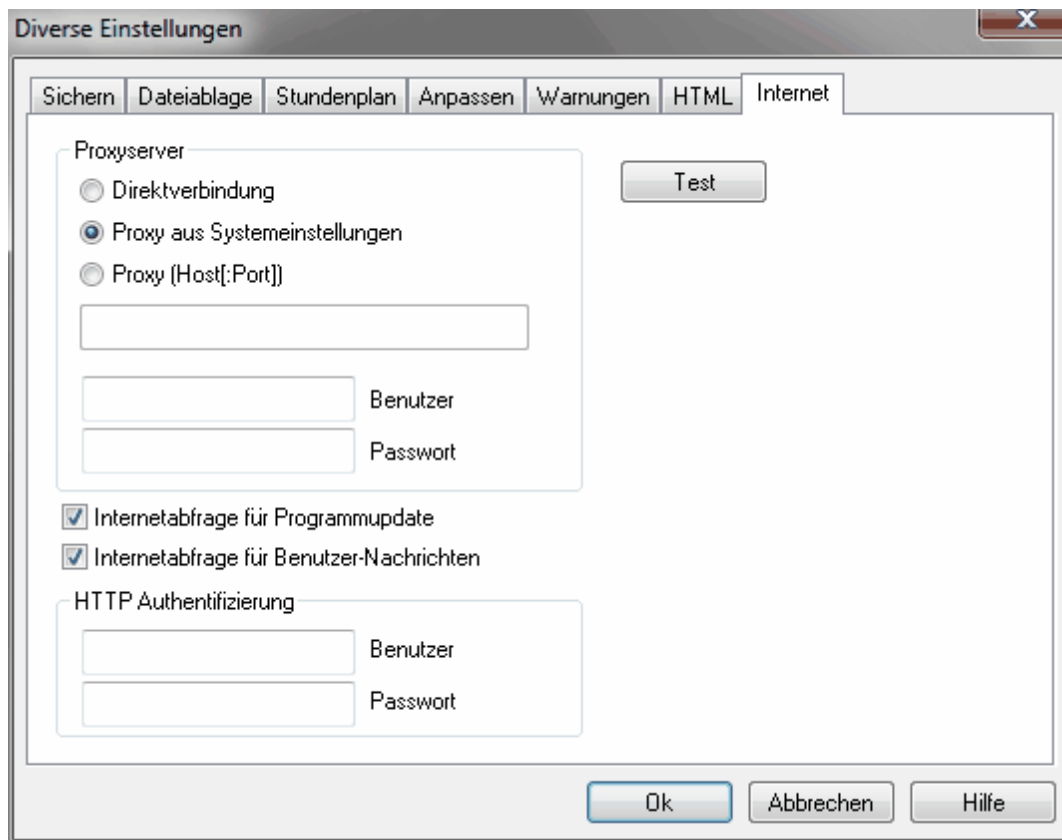 Diverse Einstellungen
Sichern Dateiablage Stundenplan Anpassen Warnungen HTML Internet
Proxyserver
Test
Direktverbindung
Proxy aus Systemeinstellungen
Proxy (Host[:Port])
Benutzer
Passwort
Internetabfrage für Programmupdate
Internetabfrage für Benutzer-Nachrichten
HTTP Authentifizierung
Benutzer
Passwort
Ok Abbrechen Hilfe